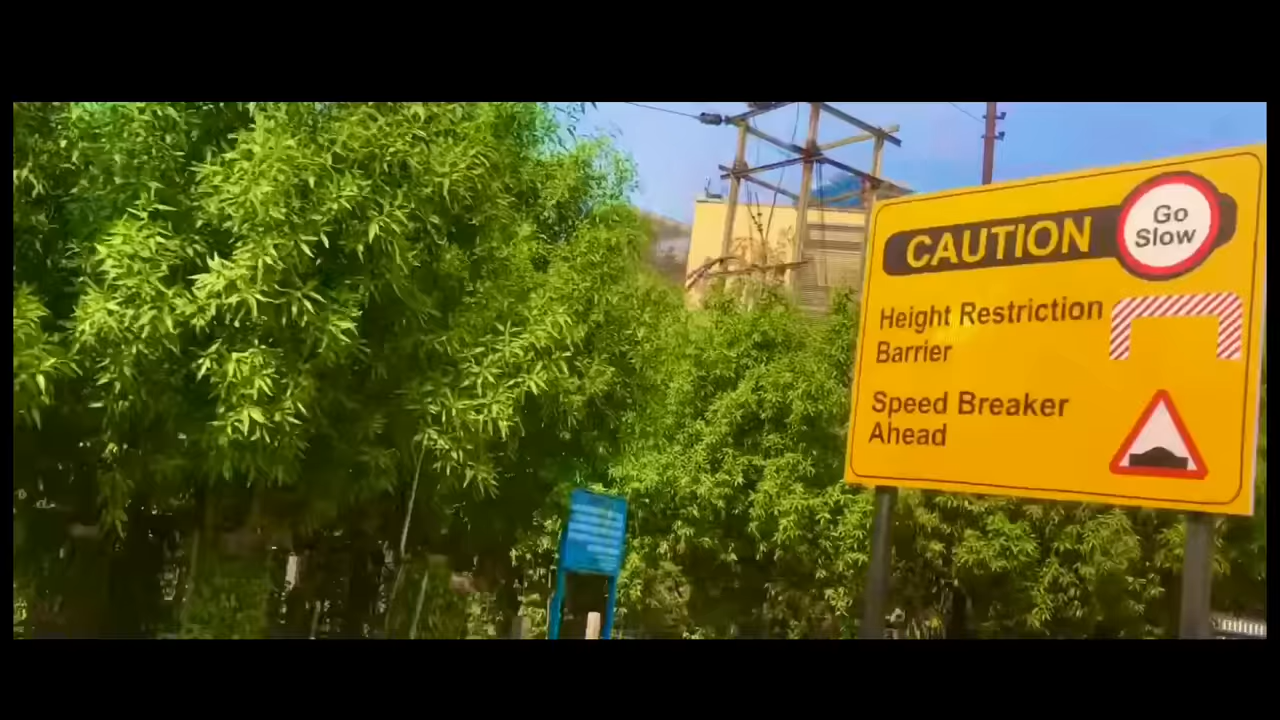 CAUTION
Go
Slow
Height Restriction
Barrier
Speed Breaker
Ahead